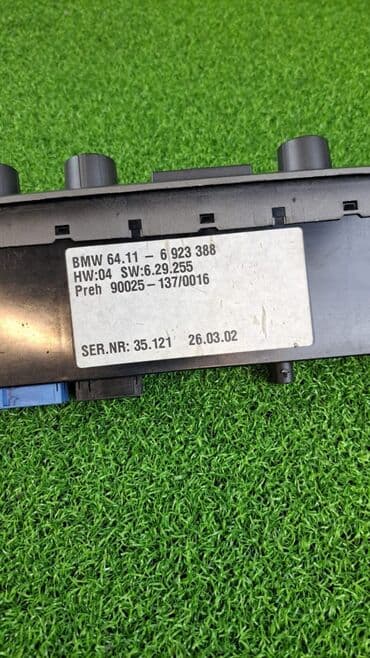 BMW 64.11 - 6 923 388
HW:04 SW:6.29.255
Preh 90025-137/0016
SER.NR: 35.121 26.03.02